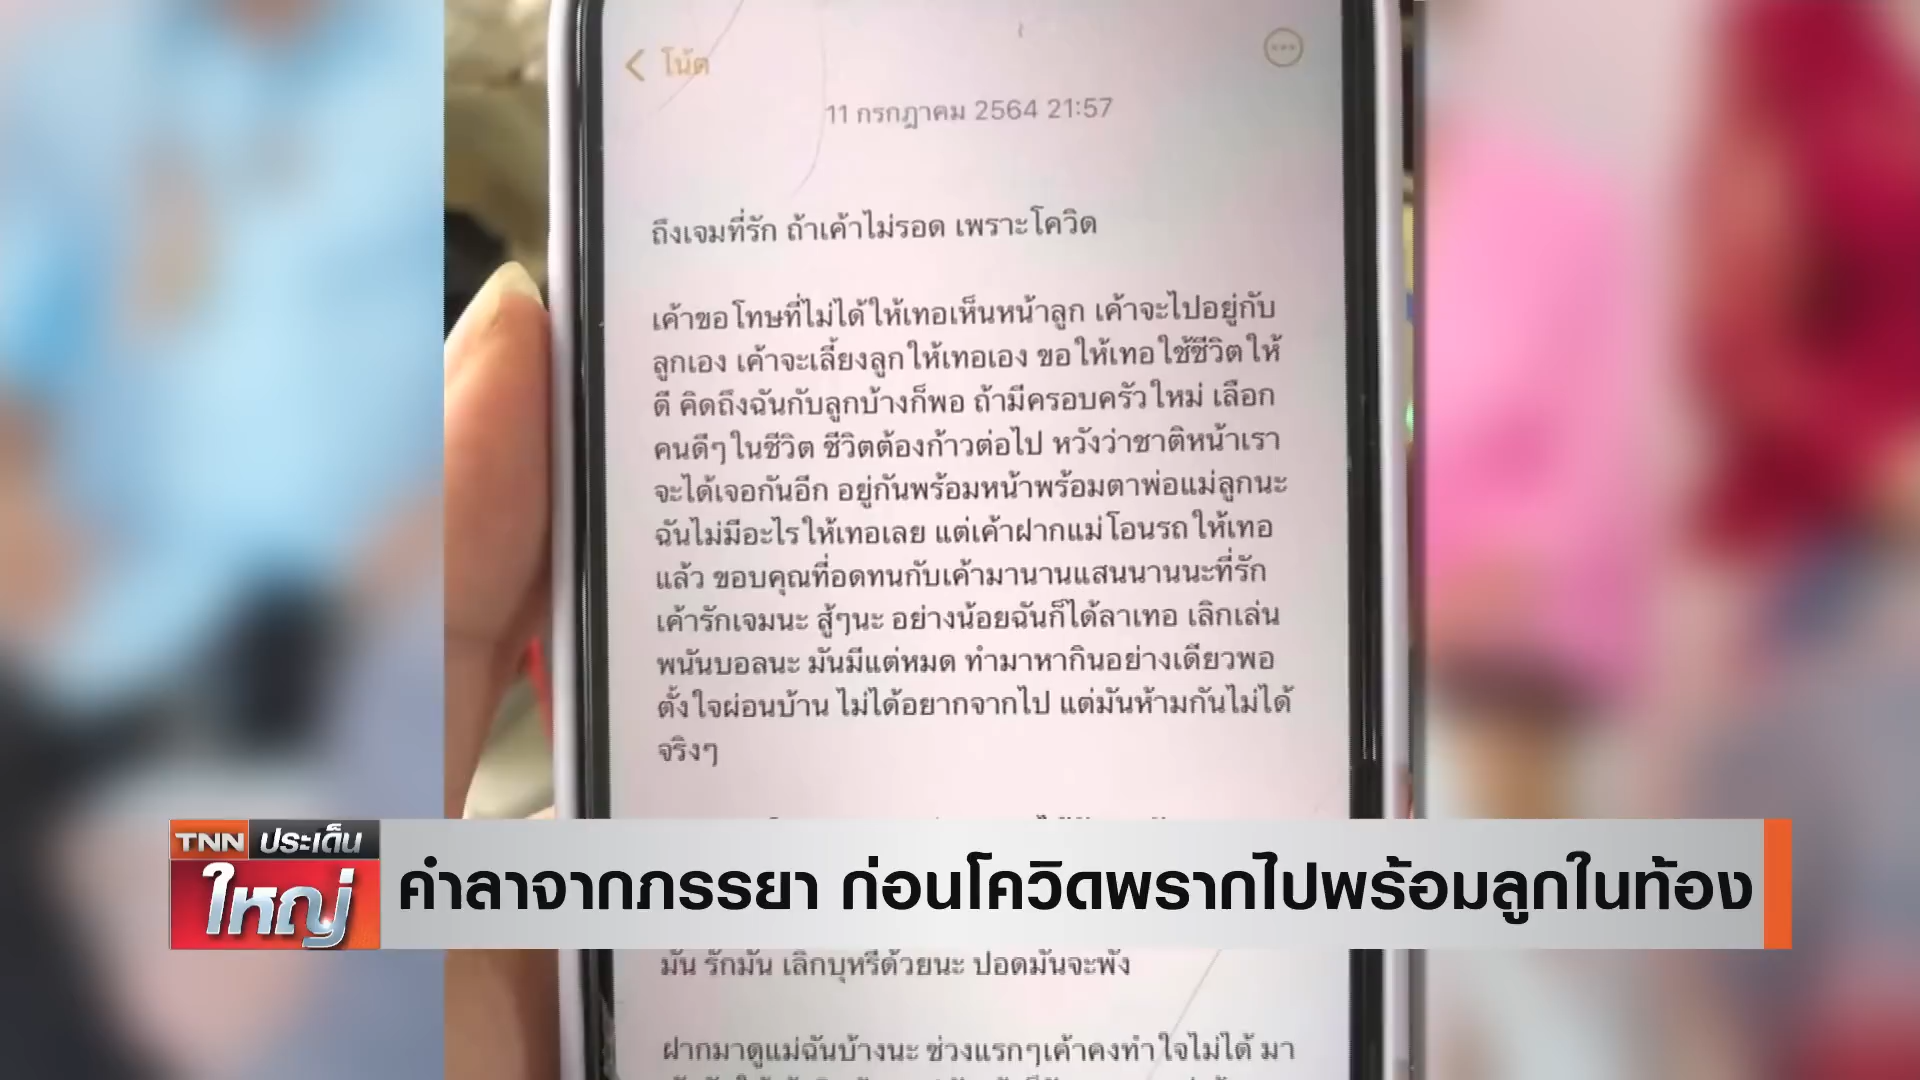 โน้ต
11 กรกฎาคม 2564 21:57
ถึงเจมที่รัก ถ้าเค้าไม่รอด เพราะโควิด
เค้าขอโทษที่ไม่ได้ให้เทอเห็นหน้าลูก เค้าจะไปอยู่กับ
ลูกเอง เค้าจะเลี้ยงลูกให้เทอเอง ขอให้เทอใช้ชีวิตให้
ดี คิดถึงฉันกับลูกบ้างก็พอ ถ้ามีครอบครัวใหม่ เลือก
คนดีๆในชีวิต ชีวิตต้องก้าวต่อไป หวังว่าชาติหน้าเรา
จะได้เจอกันอีก อยู่กันพร้อมหน้าพร้อมตาพ่อแม่ลูกนะ
ฉันไม่มีอะไรให้เทอเลย แต่เค้าฝากแม่โอนรถให้เทอ
แล้ว ขอบคุณที่อดทนกับเค้ามานานแสนนานนะที่รัก
เค้ารักเจมนะ สู้ๆนะ อย่างน้อยฉันก็ได้ลาเทอ เลิกเล่น
พนันบอลนะ มันมีแต่หมด ทำมาหากินอย่างเดียวพอ
ตั้งใจผ่อนบ้าน ไม่ได้อยากจากไป แต่มันห้ามกันไม่ได้
จริงๆ
TNN ประเด็น
ใหญ่
คำลาจากภรรยา ก่อนโควิดพรากไปพร้อมลูกในท้อง
มัน รักมัน เลิกบุหรี่ด้วยนะ ปอดมันจะพัง
ฝากมาดูแม่ฉันบ้างนะ ช่วงแรกๆเค้าคงทำใจไม่ได้ มา